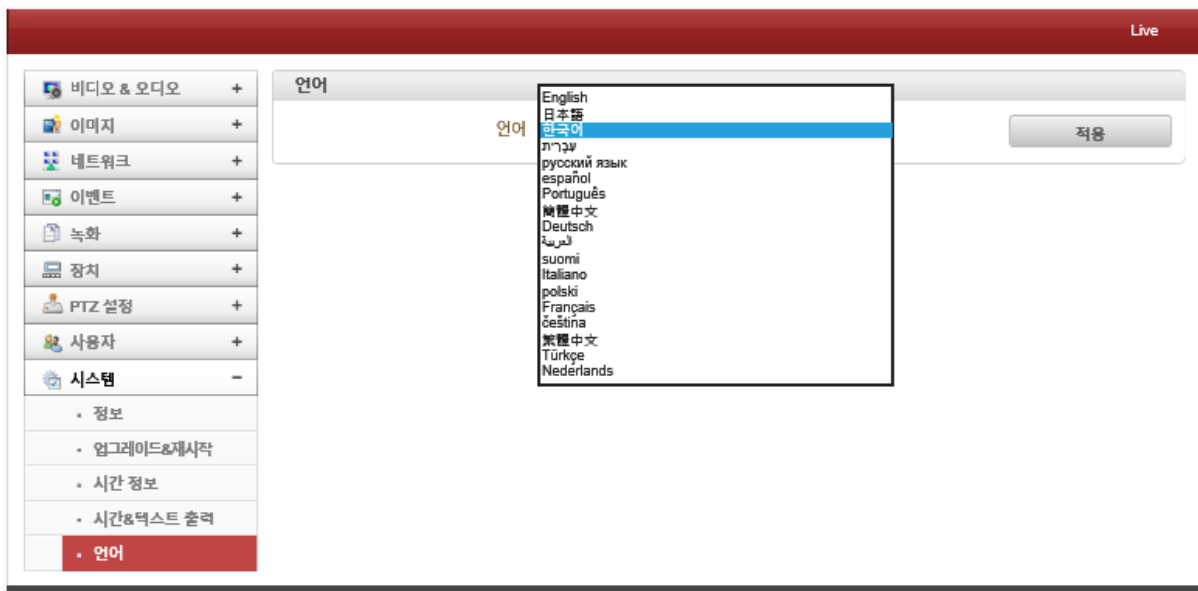 Live
비디오 & 오디오 +
이미지 +
네트워크 +
이벤트 +
녹화 +
장치 +
PTZ 설정 +
사용자 +
시스템 −
정보
업그레이드&재시작
시간 정보
시간&텍스트 출력
언어
언어
언어
English
日本語
한국어
עברית
русский язык
español
Português
简體中文
Deutsch
العربية
suomi
Italiano
polski
Français
čeština
繁體中文
Türkçe
Nederlands
적용